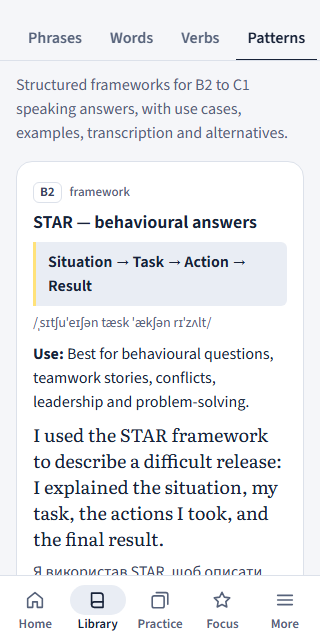 Phrases Words Verbs Patterns
Structured frameworks for B2 to C1
speaking answers, with use cases,
examples, transcription and alternatives.
B2 framework
STAR — behavioural answers
Situation → Task → Action →
Result
/ˌsɪtʃuˈeɪʃən tæsk ˈækʃən rɪˈzʌlt/
Use: Best for behavioural questions,
teamwork stories, conflicts,
leadership and problem-solving.
I used the STAR framework
to describe a difficult release:
I explained the situation, my
task, the actions I took, and
the final result.
Я використав STAR, щоб описати
Home Library Practice Focus More